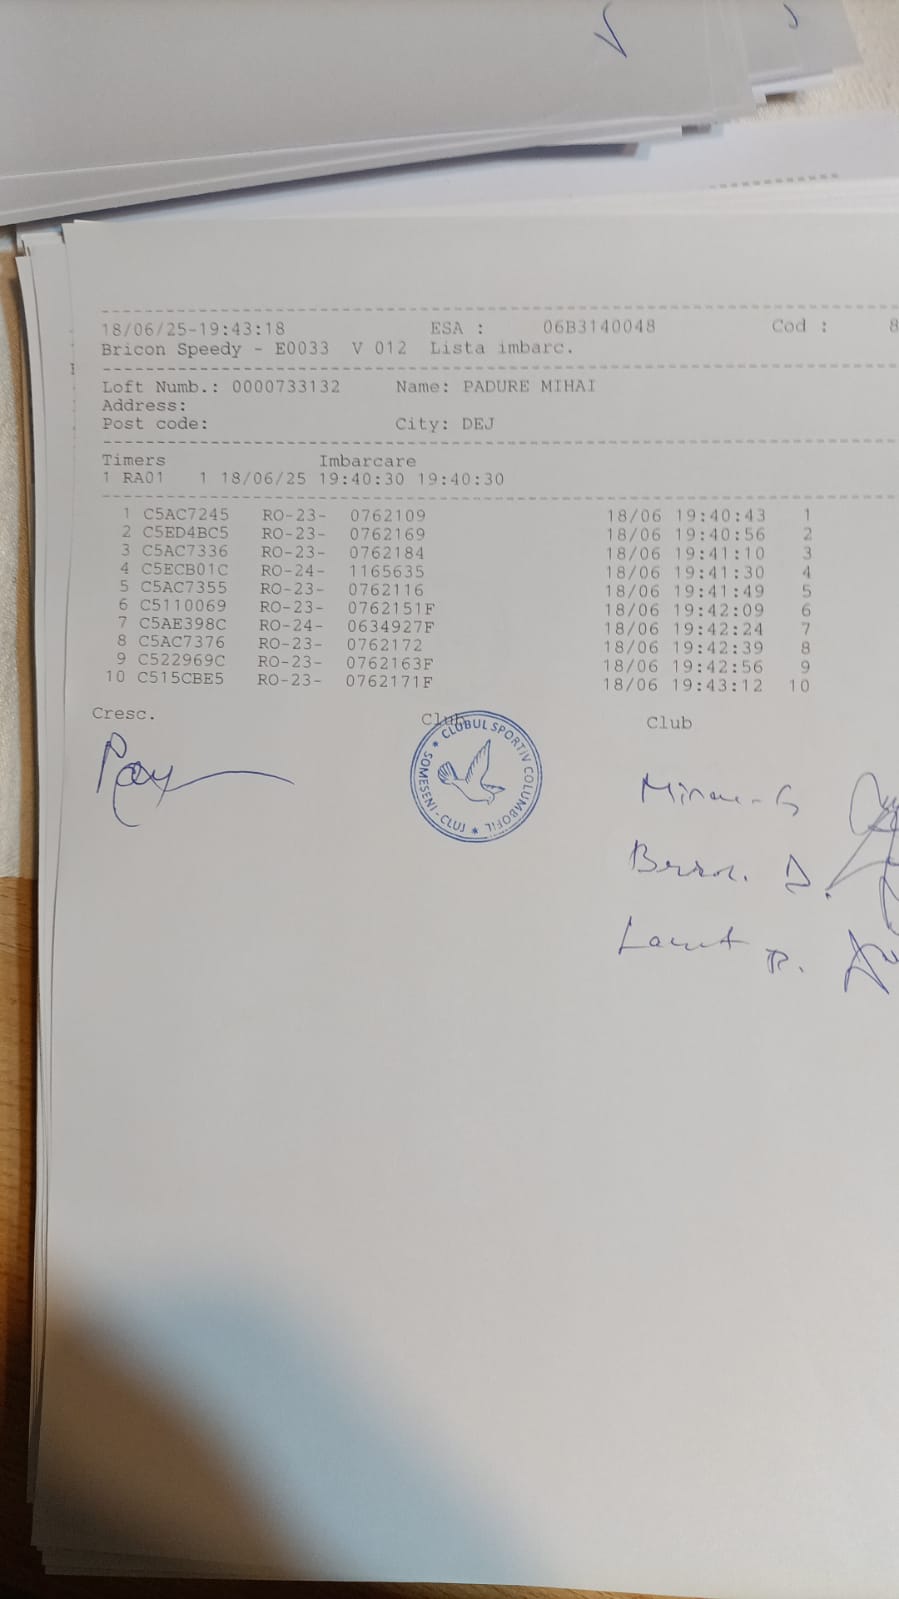 18/06/25-19:43:18 ESA : 06B3140048 Cod : 8
Bricon Speedy - E0033 V 012 Lista imbarc.
Loft Numb.: 0000733132 Name: PADURE MIHAI
Address:
Post code: City: DEJ
Timers Imbarcare
1 RA01 1 18/06/25 19:40:30 19:40:30
1 C5AC7245 RO-23- 0762109 18/06 19:40:43 1
2 C5ED4BC5 RO-23- 0762169 18/06 19:40:56 2
3 C5AC7336 RO-23- 0762184 18/06 19:41:10 3
4 C5ECB01C RO-24- 1165635 18/06 19:41:30 4
5 C5AC7355 RO-23- 0762116 18/06 19:41:49 5
6 C5110069 RO-23- 0762151F 18/06 19:42:09 6
7 C5AE398C RO-24- 0634927F 18/06 19:42:24 7
8 C5AC7376 RO-23- 0762172 18/06 19:42:39 8
9 C522969C RO-23- 0762163F 18/06 19:42:56 9
10 C515CBE5 RO-23- 0762171F 18/06 19:43:12 10
Cresc. Club Club
CLUBUL SPORTIV COLUMBOFIL
SOMESENI-CLUJ